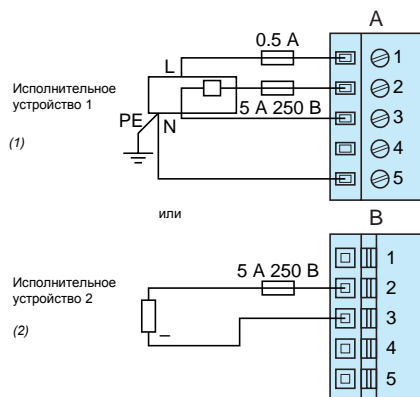 A
0.5 A
L
1
Исполнительное
устройство 1
2
5 A 250 В
PE
N
3
(1)
4
5
или
B
Исполнительное
устройство 2
5 A 250 В
1
2
(2)
3
–
4
5